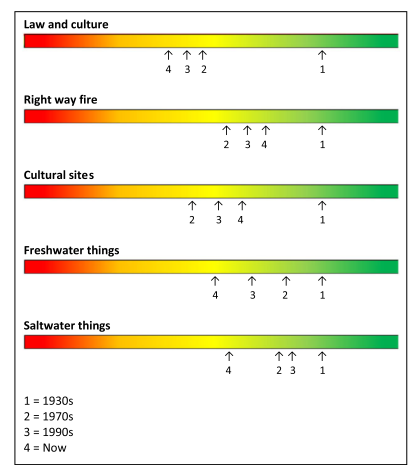 Law and culture
↑ ↑ ↑ ↑
4 3 2 1
Right way fire
↑ ↑ ↑ ↑
2 3 4 1
Cultural sites
↑ ↑ ↑ ↑
2 3 4 1
Freshwater things
↑ ↑ ↑ ↑
4 3 2 1
Saltwater things
↑ ↑ ↑ ↑
4 2 3 1
1 = 1930s
2 = 1970s
3 = 1990s
4 = Now